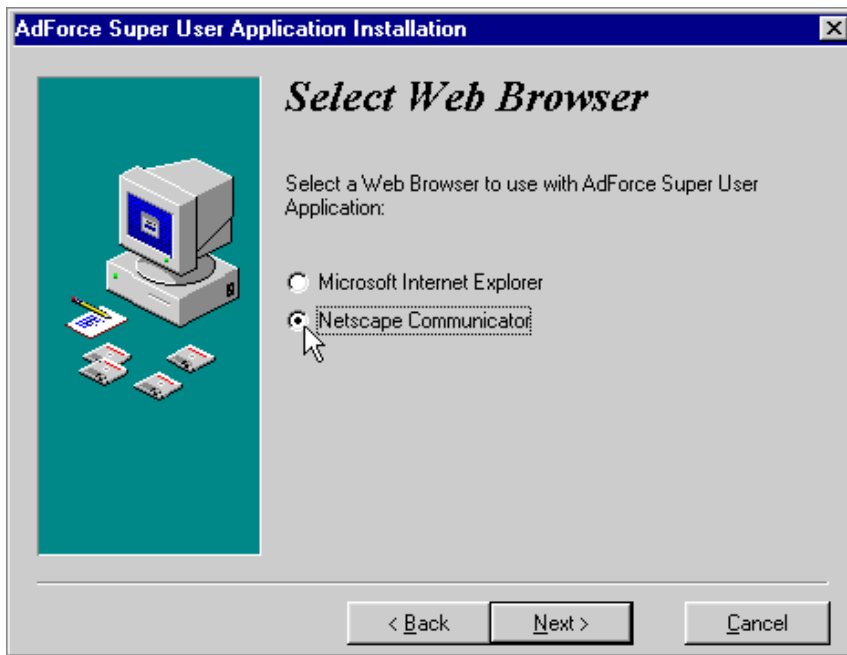 AdForce Super User Application Installation
Select Web Browser
Select a Web Browser to use with AdForce Super User
Application:
Microsoft Internet Explorer
Netscape Communicator
< Back Next > Cancel